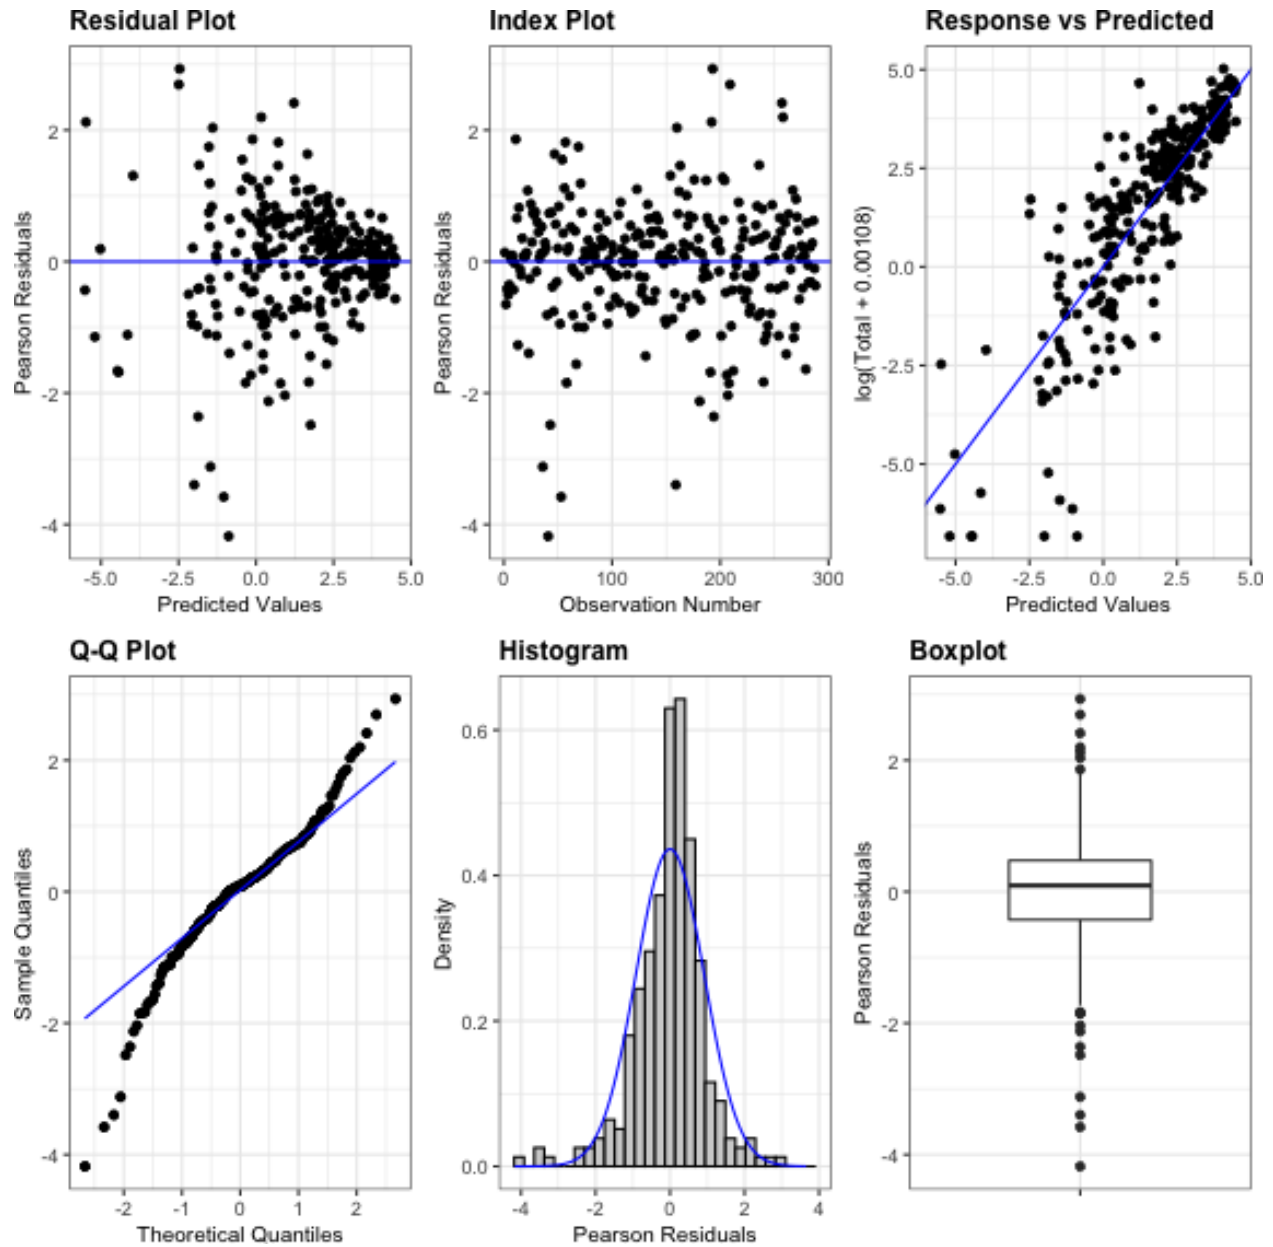 Residual Plot
Pearson Residuals
2
0
-2
-4
-5.0 -2.5 0.0 2.5 5.0
Predicted Values
Index Plot
Pearson Residuals
2
0
-2
-4
0 100 200 300
Observation Number
Response vs Predicted
log(Total + 0.00108)
5.0
2.5
0.0
-2.5
-5.0
-5.0 -2.5 0.0 2.5 5.0
Predicted Values
Q-Q Plot
Sample Quantiles
2
0
-2
-4
-2 -1 0 1 2
Theoretical Quantiles
Histogram
Density
0.6
0.4
0.2
0.0
-4 -2 0 2 4
Pearson Residuals
Boxplot
Pearson Residuals
2
0
-2
-4